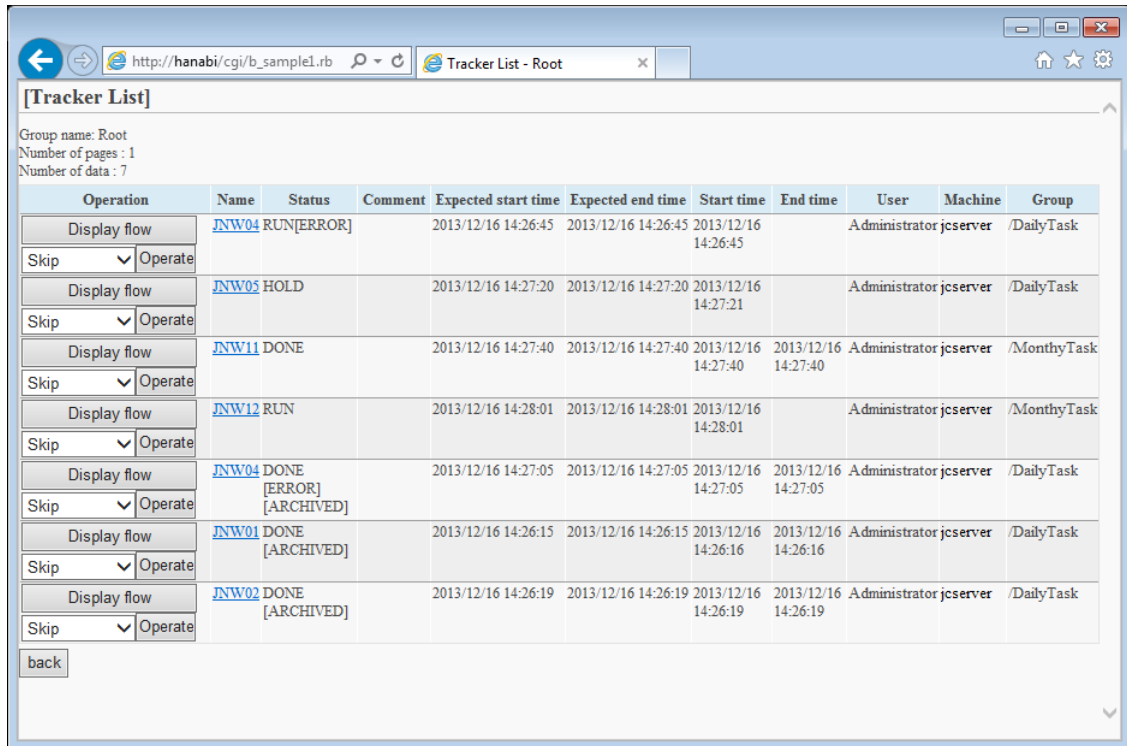 http://hanabi/cgi/b_sample1.rb
Tracker List - Root
[Tracker List]
Group name: Root
Number of pages : 1
Number of data : 7
Operation Name Status Comment Expected start time Expected end time Start time End time User Machine Group
Display flow JNW04 RUN[ERROR] 2013/12/16 14:26:45 2013/12/16 14:26:45 2013/12/16 Administrator jcserver /DailyTask
14:26:45
Skip Operate
Display flow JNW05 HOLD 2013/12/16 14:27:20 2013/12/16 14:27:20 2013/12/16 Administrator jcserver /DailyTask
14:27:21
Skip Operate
Display flow JNW11 DONE 2013/12/16 14:27:40 2013/12/16 14:27:40 2013/12/16 2013/12/16 Administrator jcserver /MonthyTask
14:27:40 14:27:40
Skip Operate
Display flow JNW12 RUN 2013/12/16 14:28:01 2013/12/16 14:28:01 2013/12/16 Administrator jcserver /MonthyTask
14:28:01
Skip Operate
Display flow JNW04 DONE 2013/12/16 14:27:05 2013/12/16 14:27:05 2013/12/16 2013/12/16 Administrator jcserver /DailyTask
[ERROR] 14:27:05 14:27:05
Skip Operate [ARCHIVED]
Display flow JNW01 DONE 2013/12/16 14:26:15 2013/12/16 14:26:15 2013/12/16 2013/12/16 Administrator jcserver /DailyTask
[ARCHIVED] 14:26:16 14:26:16
Skip Operate
Display flow JNW02 DONE 2013/12/16 14:26:19 2013/12/16 14:26:19 2013/12/16 2013/12/16 Administrator jcserver /DailyTask
[ARCHIVED] 14:26:19 14:26:19
Skip Operate
back